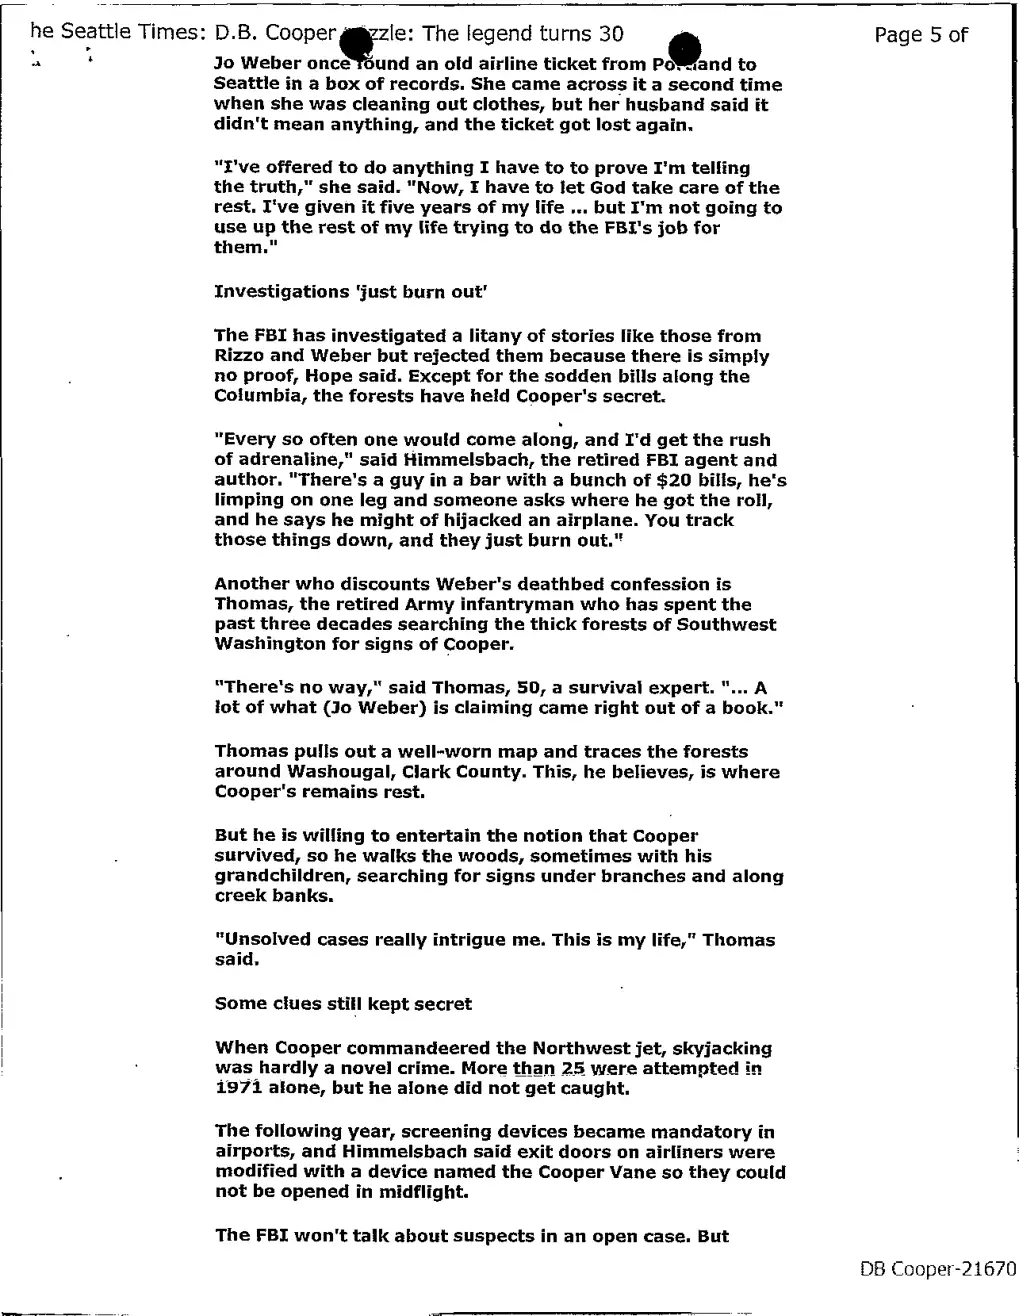 he Seattle Times: D.B. Cooper zzle: The legend turns 30
Page 5 of
Jo Weber once found an old airline ticket from Portland to
Seattle in a box of records. She came across it a second time
when she was cleaning out clothes, but her husband said it
didn't mean anything, and the ticket got lost again.
"I've offered to do anything I have to to prove I'm telling
the truth," she said. "Now, I have to let God take care of the
rest. I've given it five years of my life ... but I'm not going to
use up the rest of my life trying to do the FBI's job for
them."
Investigations 'just burn out'
The FBI has investigated a litany of stories like those from
Rizzo and Weber but rejected them because there is simply
no proof, Hope said. Except for the sodden bills along the
Columbia, the forests have held Cooper's secret.
"Every so often one would come along, and I'd get the rush
of adrenaline," said Himmelsbach, the retired FBI agent and
author. "There's a guy in a bar with a bunch of $20 bills, he's
limping on one leg and someone asks where he got the roll,
and he says he might of hijacked an airplane. You track
those things down, and they just burn out."
Another who discounts Weber's deathbed confession is
Thomas, the retired Army infantryman who has spent the
past three decades searching the thick forests of Southwest
Washington for signs of Cooper.
"There's no way," said Thomas, 50, a survival expert. "... A
lot of what (Jo Weber) is claiming came right out of a book."
Thomas pulls out a well-worn map and traces the forests
around Washougal, Clark County. This, he believes, is where
Cooper's remains rest.
But he is willing to entertain the notion that Cooper
survived, so he walks the woods, sometimes with his
grandchildren, searching for signs under branches and along
creek banks.
"Unsolved cases really intrigue me. This is my life," Thomas
said.
Some clues still kept secret
When Cooper commandeered the Northwest jet, skyjacking
was hardly a novel crime. More than 25 were attempted in
1971 alone, but he alone did not get caught.
The following year, screening devices became mandatory in
airports, and Himmelsbach said exit doors on airliners were
modified with a device named the Cooper Vane so they could
not be opened in midflight.
The FBI won't talk about suspects in an open case. But
DB Cooper-21670